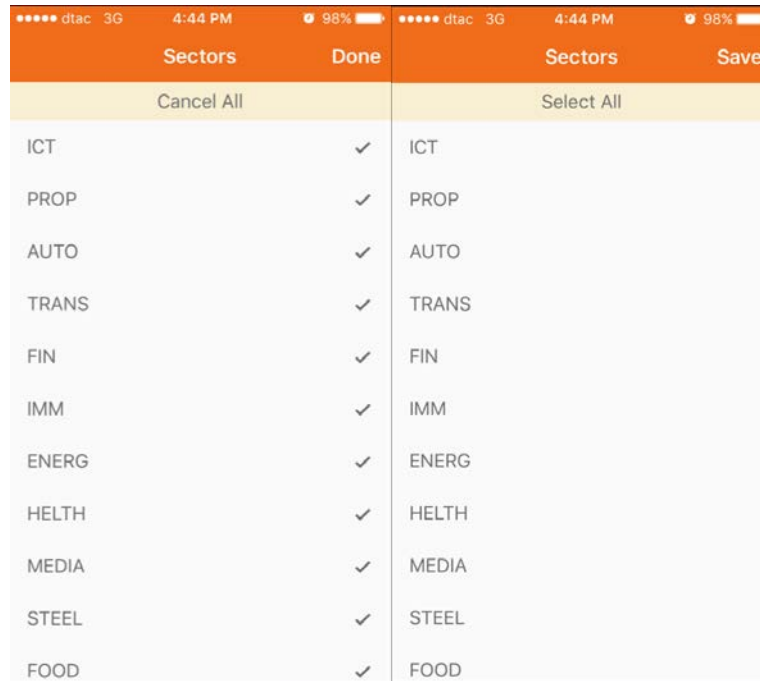 dtac 3G 4:44 PM 98%
Sectors Done
Cancel All
ICT
PROP
AUTO
TRANS
FIN
IMM
ENERG
HELTH
MEDIA
STEEL
FOOD
dtac 3G 4:44 PM 98%
Sectors Save
Select All
ICT
PROP
AUTO
TRANS
FIN
IMM
ENERG
HELTH
MEDIA
STEEL
FOOD